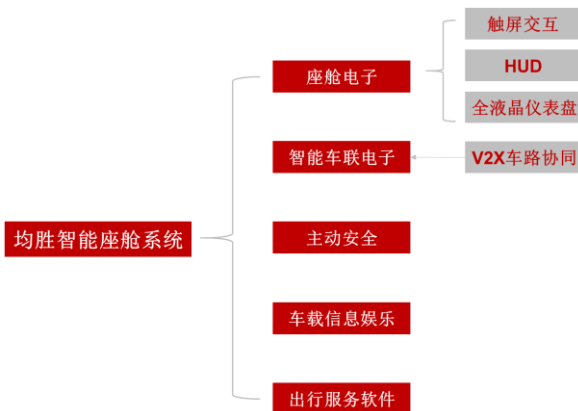 触屏交互
座舱电子
HUD
全液晶仪表盘
智能车联电子
V2X车路协同
均胜智能座舱系统
主动安全
车载信息娱乐
出行服务软件